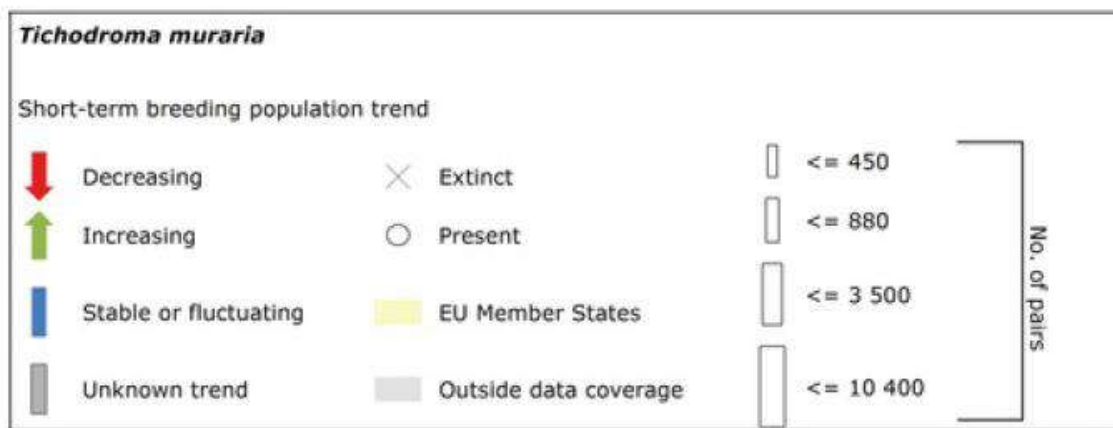 Tichodroma muraria
Short-term breeding population trend
Decreasing
Increasing
Stable or fluctuating
Unknown trend
Extinct
Present
EU Member States
Outside data coverage
<= 450
<= 880
<= 3 500
<= 10 400
No. of pairs